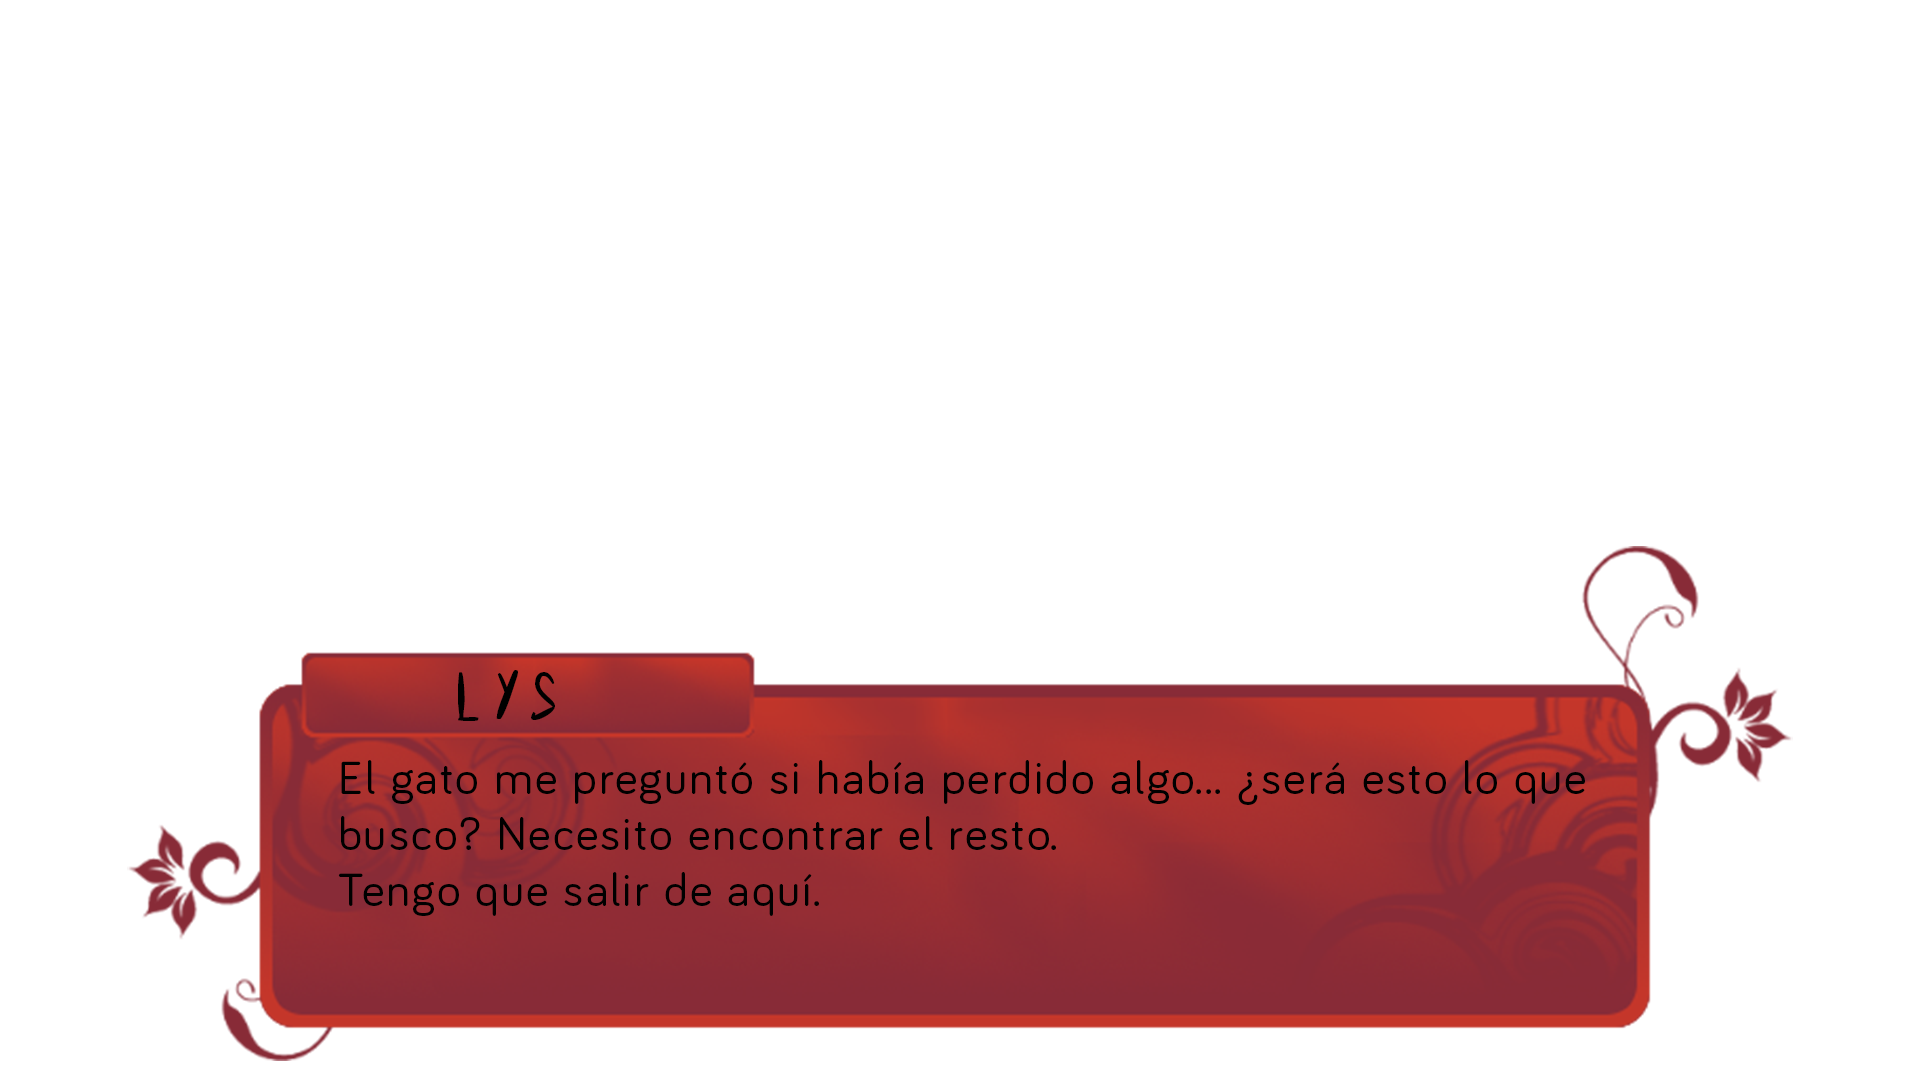 LYS
El gato me preguntó si había perdido algo... ¿será esto lo que
busco? Necesito encontrar el resto.
Tengo que salir de aquí.